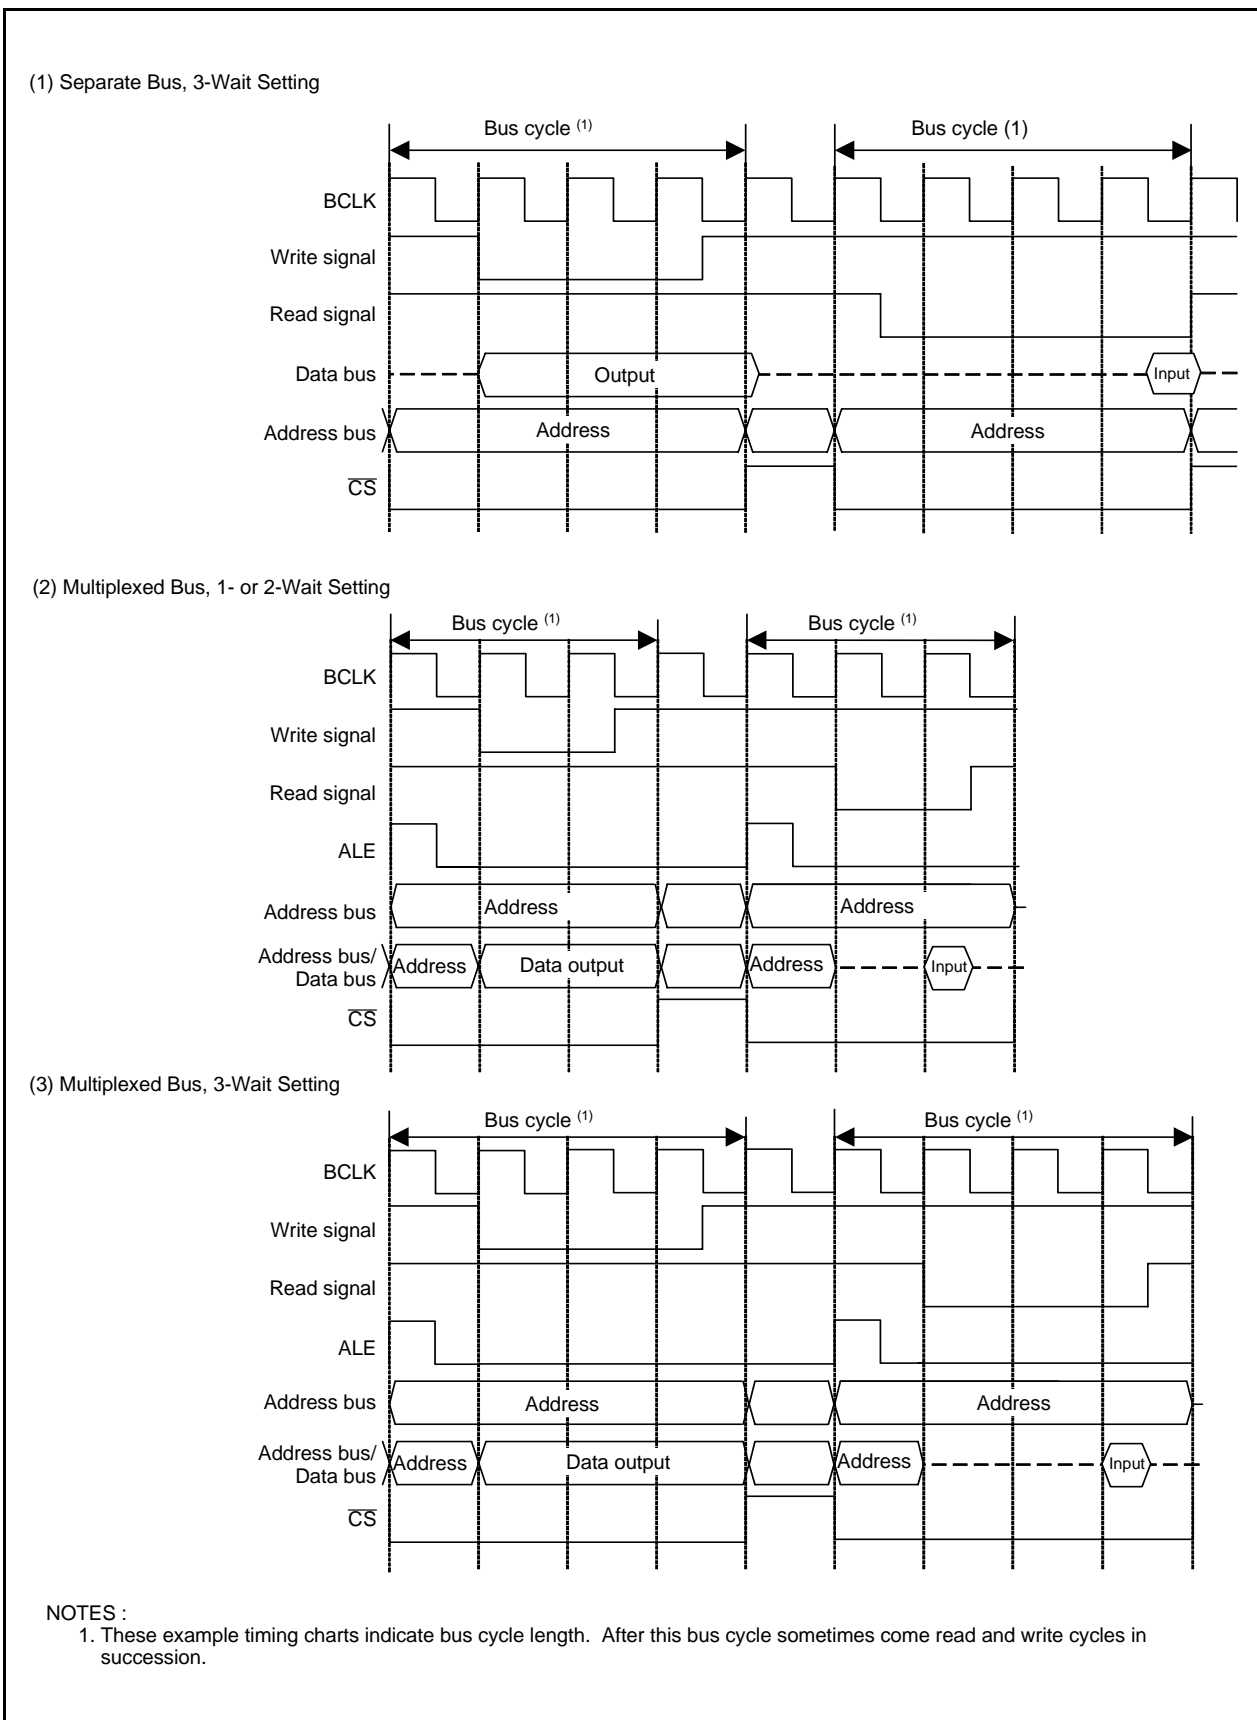 (1) Separate Bus, 3-Wait Setting
Bus cycle (1)
Bus cycle (1)
BCLK
Write signal
Read signal
Data bus
Output
Input
Address bus
Address
Address
CS
(2) Multiplexed Bus, 1- or 2-Wait Setting
Bus cycle (1)
Bus cycle (1)
BCLK
Write signal
Read signal
ALE
Address bus
Address
Address
Address bus/
Data bus
Address
Data output
Address
Input
CS
(3) Multiplexed Bus, 3-Wait Setting
Bus cycle (1)
Bus cycle (1)
BCLK
Write signal
Read signal
ALE
Address bus
Address
Address
Address bus/
Data bus
Address
Data output
Address
Input
CS
NOTES :
1. These example timing charts indicate bus cycle length.  After this bus cycle sometimes come read and write cycles in
succession.